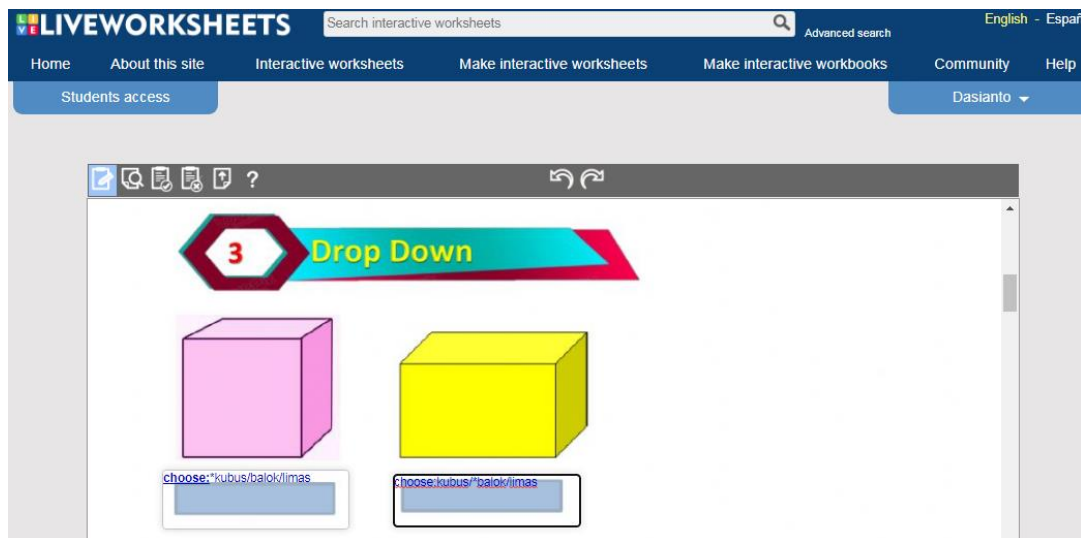 LIVEWORKSHEETS Search interactive worksheets Advanced search English - Españ
Home About this site Interactive worksheets Make interactive worksheets Make interactive workbooks Community Help
Students access Dasianto
?
3 Drop Down
choose:*kubus/balok/limas choose:kubus/*balok/limas